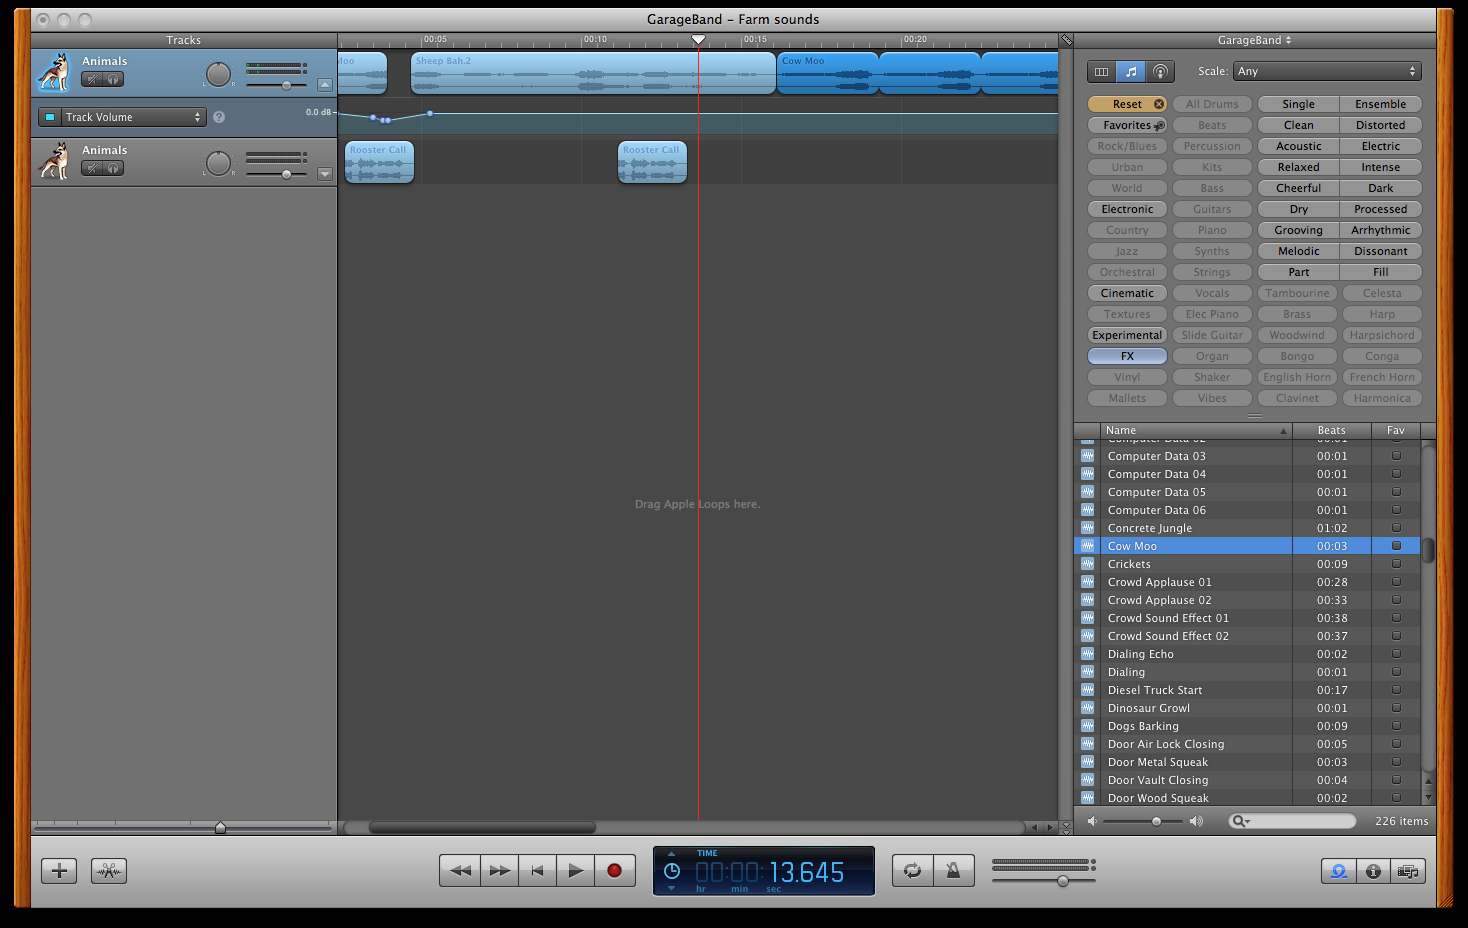 GarageBand – Farm sounds
Tracks
00:05 00:10 00:15 00:20
GarageBand
Animals
L R
Moo
Sheep Bah.2
Cow Moo
Track Volume
?
0.0 dB
Animals
L R
Rooster Call
Rooster Call
Drag Apple Loops here.
Scale: Any
Reset All Drums Single Ensemble
Favorites Beats Clean Distorted
Rock/Blues Percussion Acoustic Electric
Urban Kits Relaxed Intense
World Bass Cheerful Dark
Electronic Guitars Dry Processed
Country Piano Grooving Arrhythmic
Jazz Synths Melodic Dissonant
Orchestral Strings Part Fill
Cinematic Vocals Tambourine Celesta
Textures Elec Piano Brass Harp
Experimental Slide Guitar Woodwind Harpsichord
FX Organ Bongo Conga
Vinyl Shaker English Horn French Horn
Mallets Vibes Clavinet Harmonica
Name Beats Fav
Computer Data 02 00:01
Computer Data 03 00:01
Computer Data 04 00:01
Computer Data 05 00:01
Computer Data 06 00:01
Concrete Jungle 01:02
Cow Moo 00:03
Crickets 00:09
Crowd Applause 01 00:28
Crowd Applause 02 00:33
Crowd Sound Effect 01 00:38
Crowd Sound Effect 02 00:37
Dialing Echo 00:02
Dialing 00:01
Diesel Truck Start 00:17
Dinosaur Growl 00:01
Dogs Barking 00:09
Door Air Lock Closing 00:05
Door Metal Squeak 00:03
Door Vault Closing 00:04
Door Wood Squeak 00:02
226 items
TIME
00:00:13.645
hr min sec